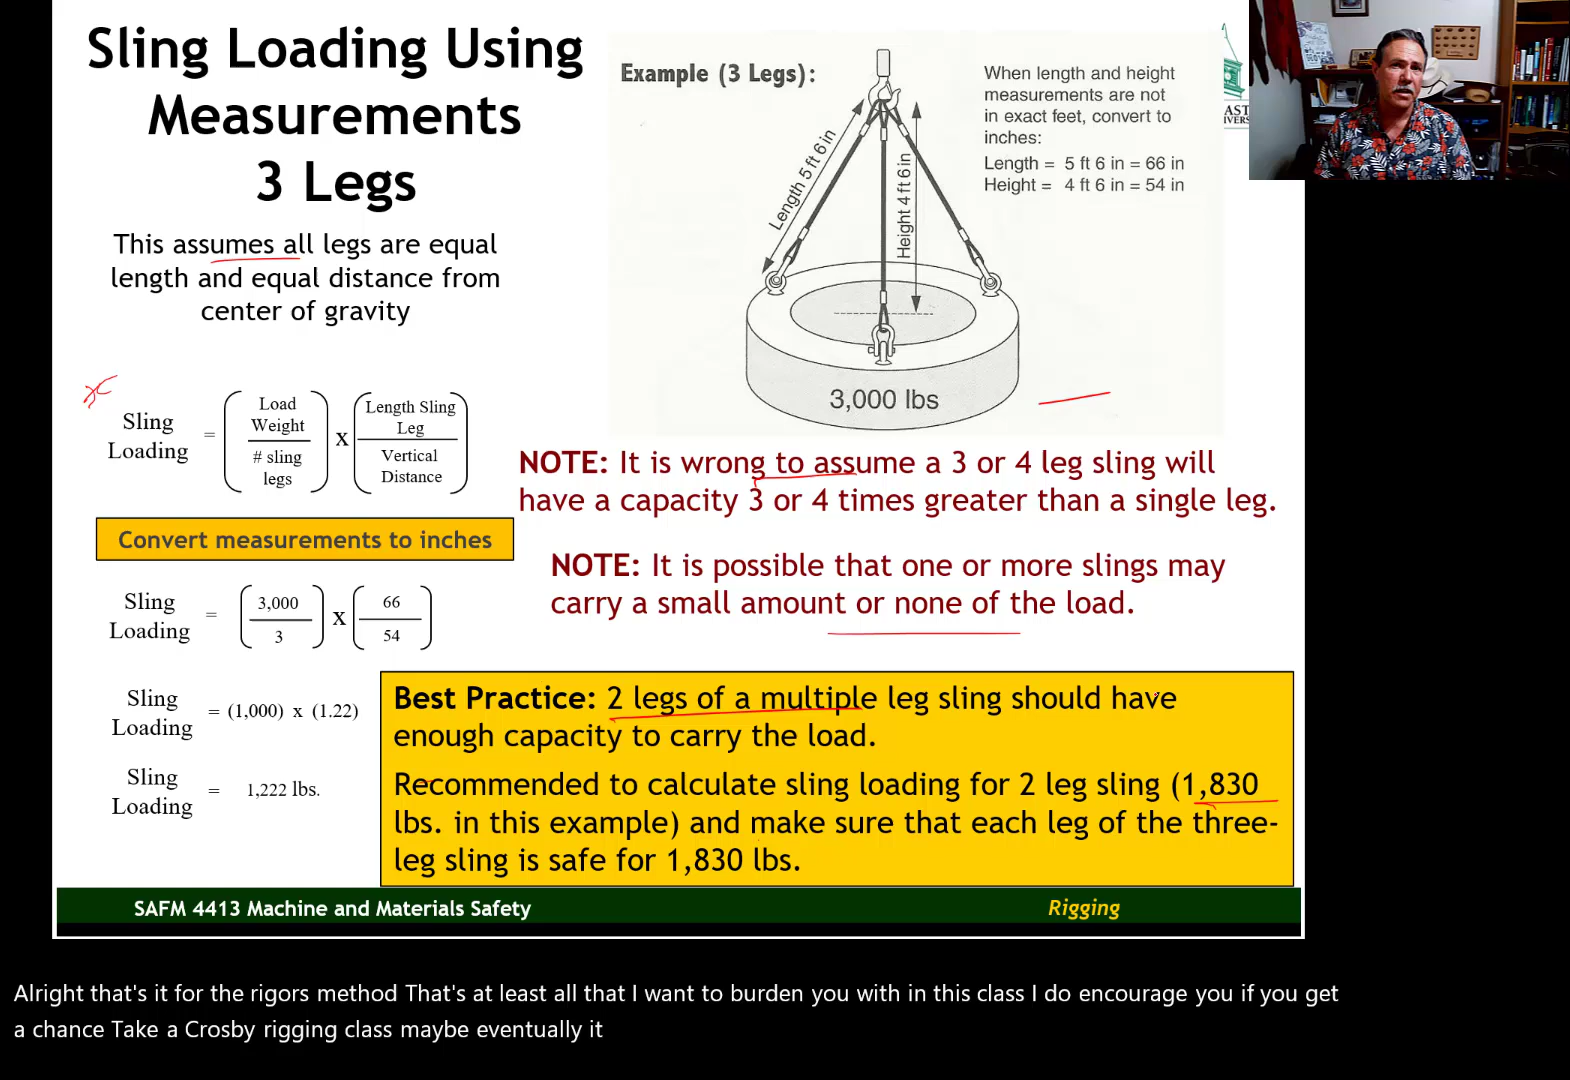 Sling Loading Using
Measurements
3 Legs
This assumes all legs are equal
length and equal distance from
center of gravity
Example (3 Legs):
Length 5 ft 6 in
Height 4 ft 6 in
3,000 lbs
When length and height
measurements are not
in exact feet, convert to
inches:
Length = 5 ft 6 in = 66 in
Height = 4 ft 6 in = 54 in
Sling
Loading
=
Load
Weight
# sling
legs
x
Length Sling
Leg
Vertical
Distance
NOTE: It is wrong to assume a 3 or 4 leg sling will
have a capacity 3 or 4 times greater than a single leg.
Convert measurements to inches
NOTE: It is possible that one or more slings may
carry a small amount or none of the load.
Sling
Loading
=
3,000
3
x
66
54
Sling
Loading
= (1,000) x (1.22)
Sling
Loading
= 1,222 lbs.
Best Practice: 2 legs of a multiple leg sling should have
enough capacity to carry the load.
Recommended to calculate sling loading for 2 leg sling (1,830
lbs. in this example) and make sure that each leg of the three-
leg sling is safe for 1,830 lbs.
SAFM 4413 Machine and Materials Safety
Rigging
Alright that's it for the rigors method That's at least all that I want to burden you with in this class I do encourage you if you get
a chance Take a Crosby rigging class maybe eventually it